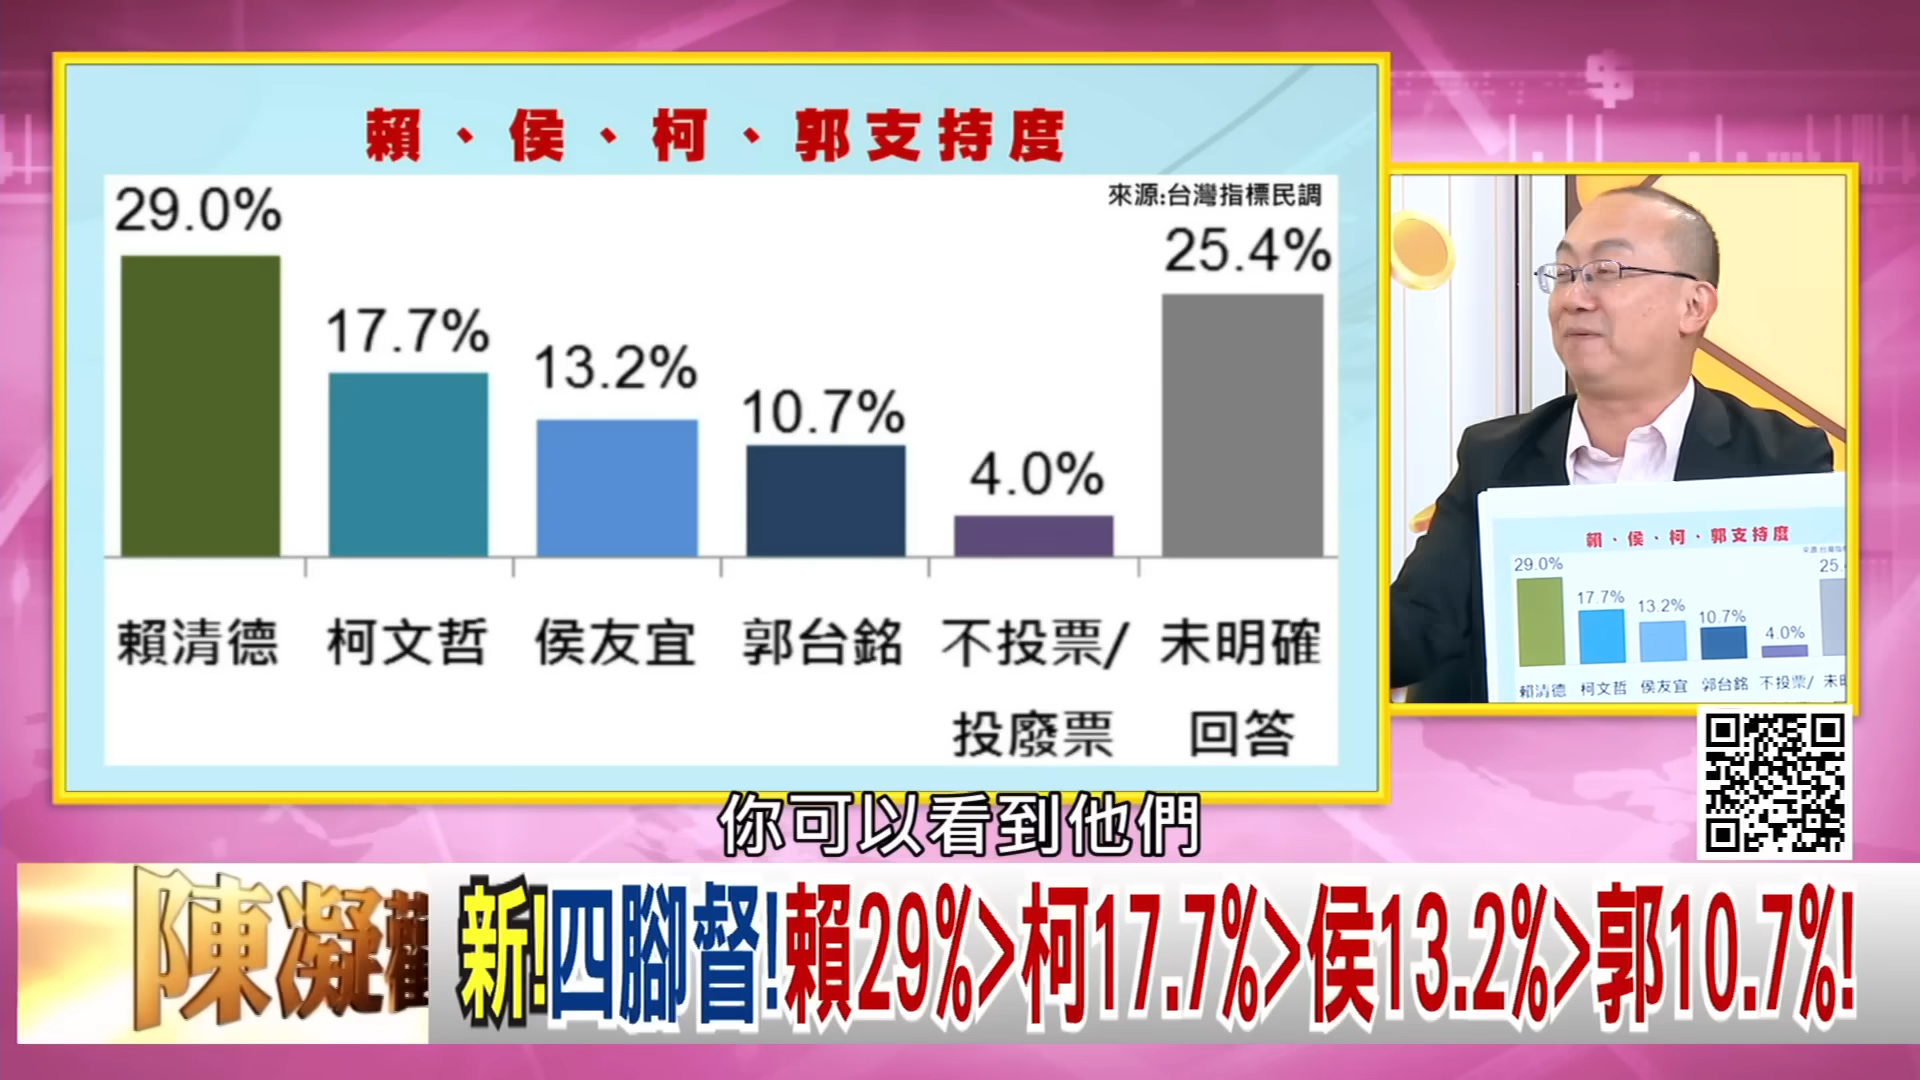 賴、侯、柯、郭支持度
來源:台灣指標民調
29.0%
17.7%
13.2%
10.7%
4.0%
25.4%
賴清德
柯文哲
侯友宜
郭台銘
不投票/
投廢票
未明確
回答
賴、侯、柯、郭支持度
29.0%
17.7%
13.2%
10.7%
4.0%
25.
賴清德
柯文哲
侯友宜
郭台銘
不投票/
你可以看到他們
陳凝觀
新!四腳督!賴29%>柯17.7%>侯13.2%>郭10.7%!